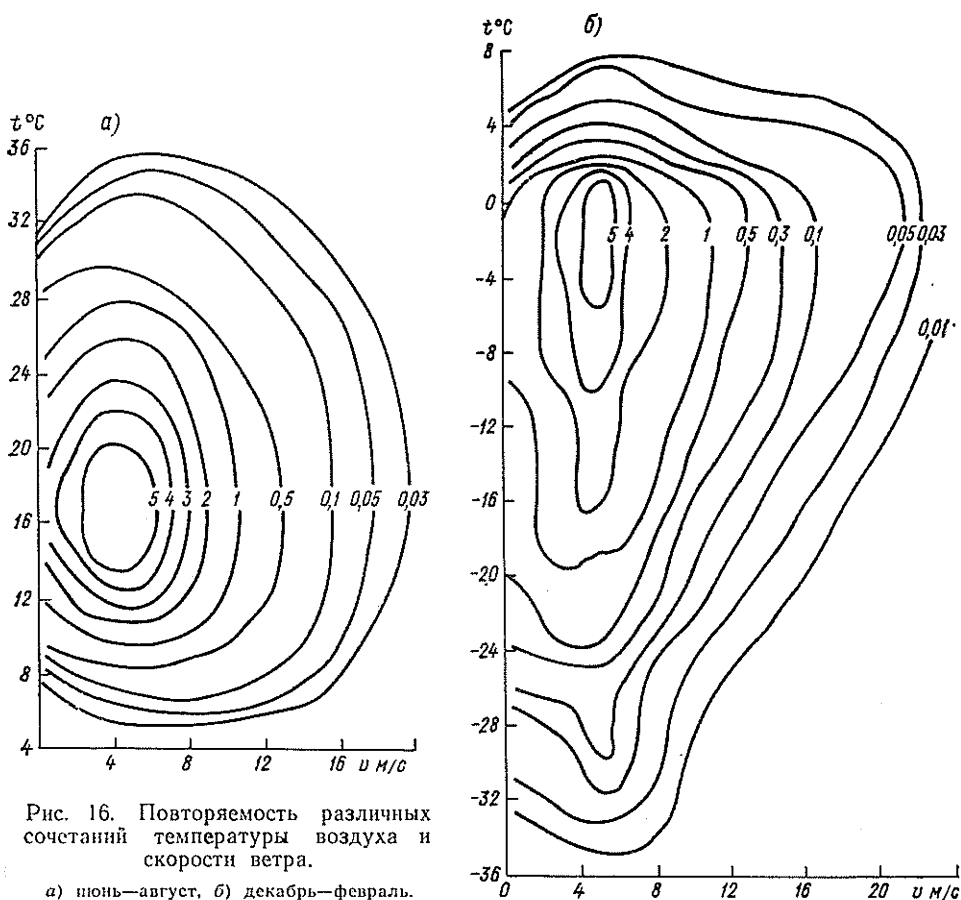 а)
t°C
36
32
28
24
20
16
12
8
4
5 4 3 2 1 0,5 0,1 0,05 0,03
4 8 12 16 υ м/с
Рис. 16. Повторяемость различных
сочетаний температуры воздуха и
скорости ветра.
а) июнь—август, б) декабрь—февраль.
б)
t°C
8
4
0
-4
-8
-12
-16
-20
-24
-28
-32
-36
5 4 2 1 0,5 0,3 0,1 0,05 0,03
0,01
0 4 8 12 16 20 υ м/с